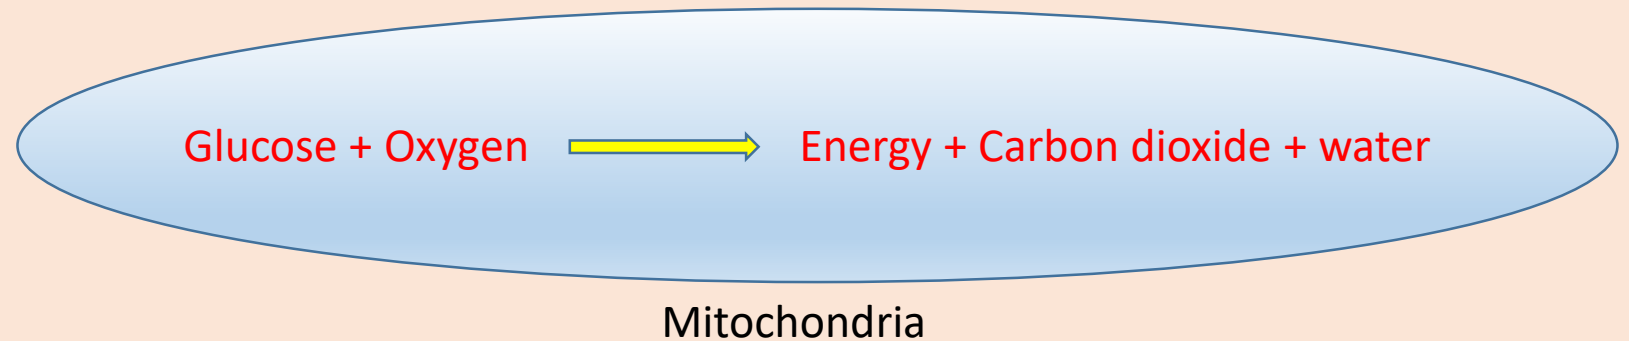 Glucose + Oxygen Energy + Carbon dioxide + water
Mitochondria